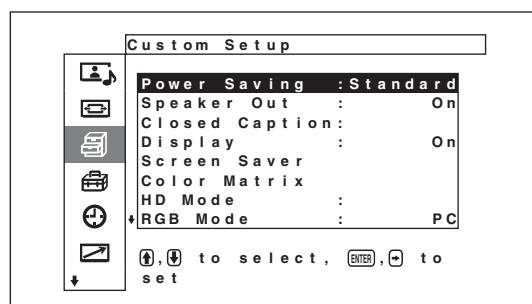 Custom Setup
Power Saving :Standard
Speaker Out : On
Closed Caption:
Display : On
Screen Saver
Color Matrix
HD Mode :
RGB Mode : PC
↑,↓ to select, ENTER,→ to
set